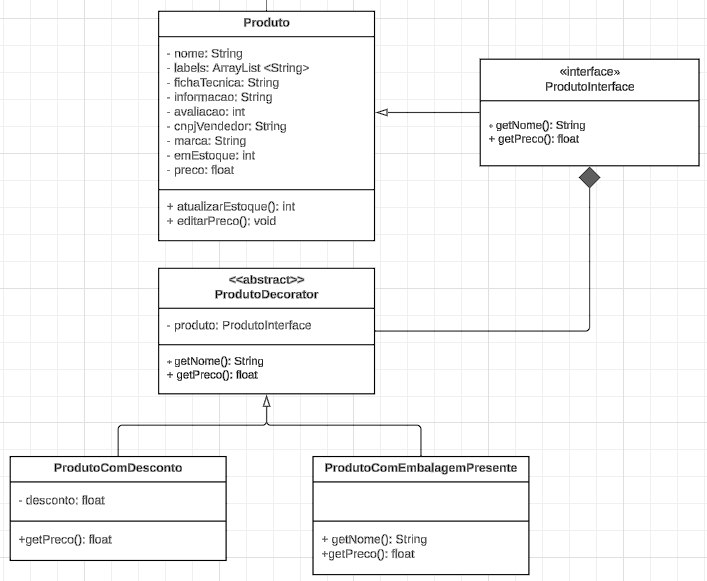 Produto
- nome: String
- labels: ArrayList <String>
- fichaTecnica: String
- informacao: String
- avaliacao: int
- cnpjVendedor: String
- marca: String
- emEstoque: int
- preco: float
+ atualizarEstoque(): int
+ editarPreco(): void
«interface»
ProdutoInterface
+ getNome(): String
+ getPreco(): float
<<abstract>>
ProdutoDecorator
- produto: ProdutoInterface
+ getNome(): String
+ getPreco(): float
ProdutoComDesconto
- desconto: float
+getPreco(): float
ProdutoComEmbalagemPresente
+ getNome(): String
+getPreco(): float